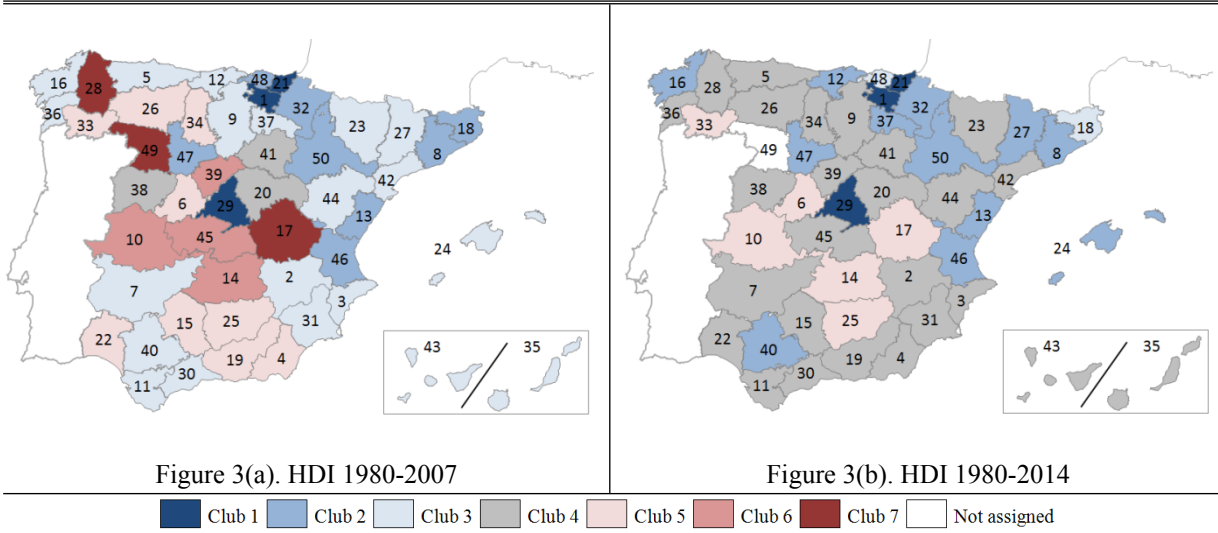 16 28 5 12 48 21
36 33 26 34 9 1 37 32 23 27 18
49 47 41 50 8
38 6 39 20 44 42
29 13
10 45 17 24
14 46
7 2
3
22 15 25 31
40 19 4
11 30
43 35
16 28 5 12 48 21
36 33 26 34 9 1 37 32 23 27 18
49 47 41 50 8
38 6 39 20 44 42
29 13
10 45 17 24
14 46
7 2
3
22 15 25 31
40 19 4
11 30
43 35
Figure 3(a). HDI 1980-2007
Figure 3(b). HDI 1980-2014
Club 1 Club 2 Club 3 Club 4 Club 5 Club 6 Club 7 Not assigned